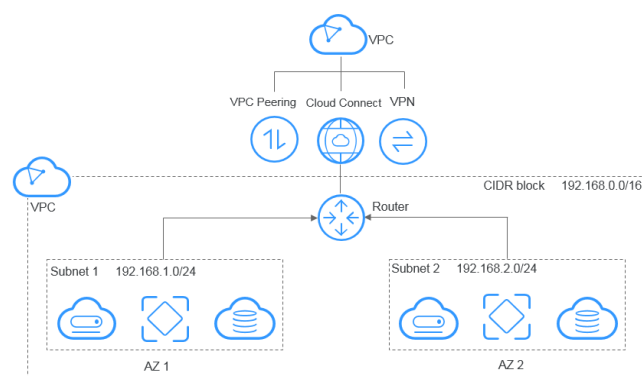 VPC
VPC Peering Cloud Connect VPN
CIDR block 192.168.0.0/16
VPC
Router
Subnet 1 192.168.1.0/24
Subnet 2 192.168.2.0/24
AZ 1
AZ 2